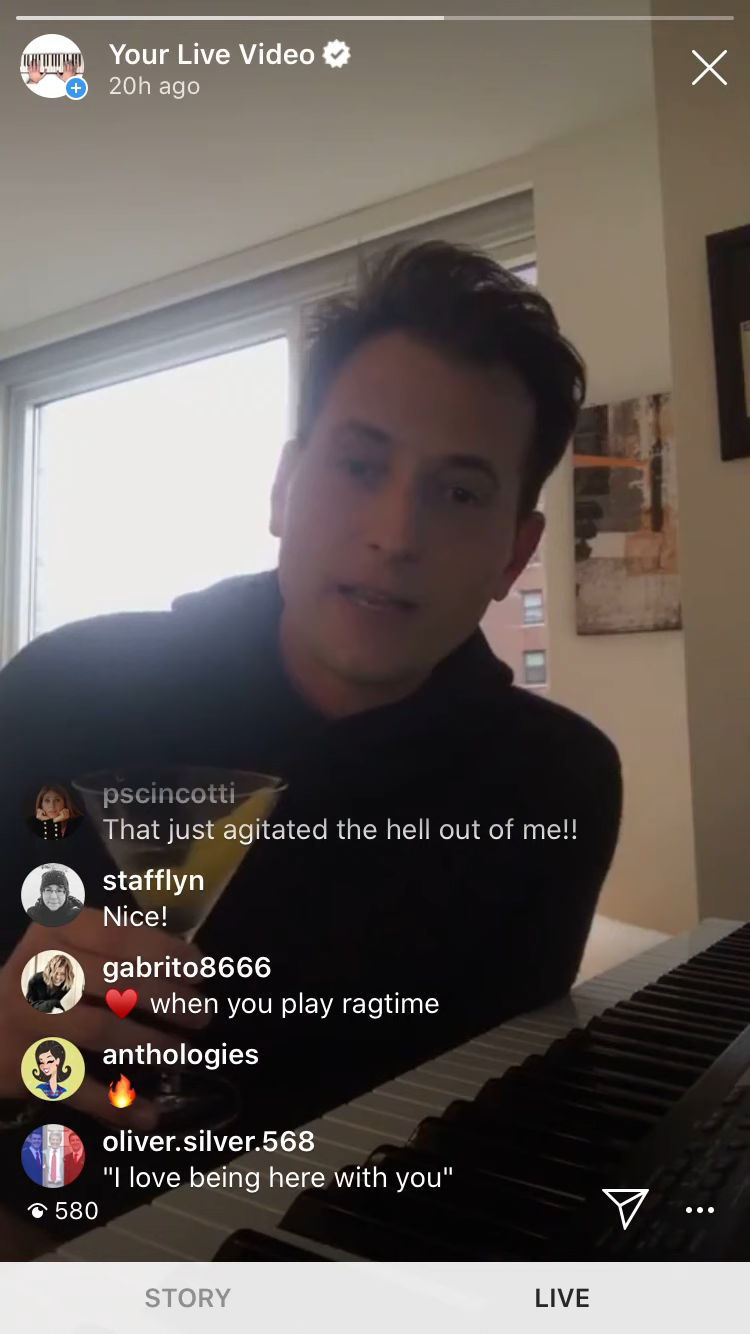 Your Live Video
20h ago
pscincotti
That just agitated the hell out of me!!
stafflyn
Nice!
gabrito8666
♥️ when you play ragtime
anthologies
🔥
oliver.silver.568
"I love being here with you"
580
STORY
LIVE